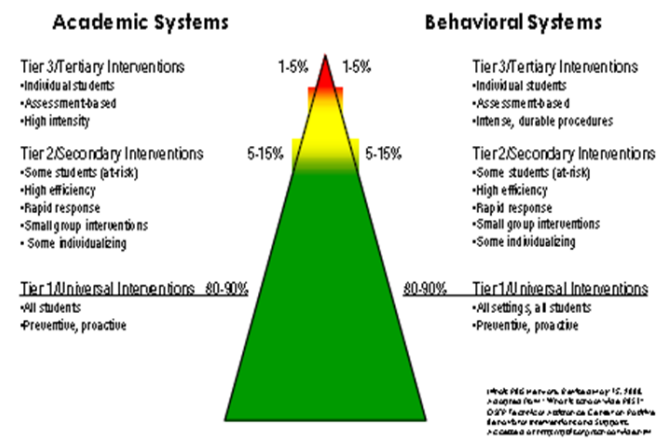 Academic Systems
Behavioral Systems
Tier 3/Tertiary Interventions 1-5%
•Individual students
•Assessment-based
•High intensity
1-5% Tier 3/Tertiary Interventions
•Individual students
•Assessment-based
•Intense, durable procedures
Tier 2/Secondary Interventions 5-15%
•Some students (at-risk)
•High efficiency
•Rapid response
•Small group interventions
• Some individualizing
5-15% Tier 2/Secondary Interventions
•Some students (at-risk)
•High efficiency
•Rapid response
•Small group interventions
•Some individualizing
Tier 1/Universal Interventions 80-90%
•All students
•Preventive, proactive
80-90% Tier 1/Universal Interventions
•All settings, all students
•Preventive, proactive